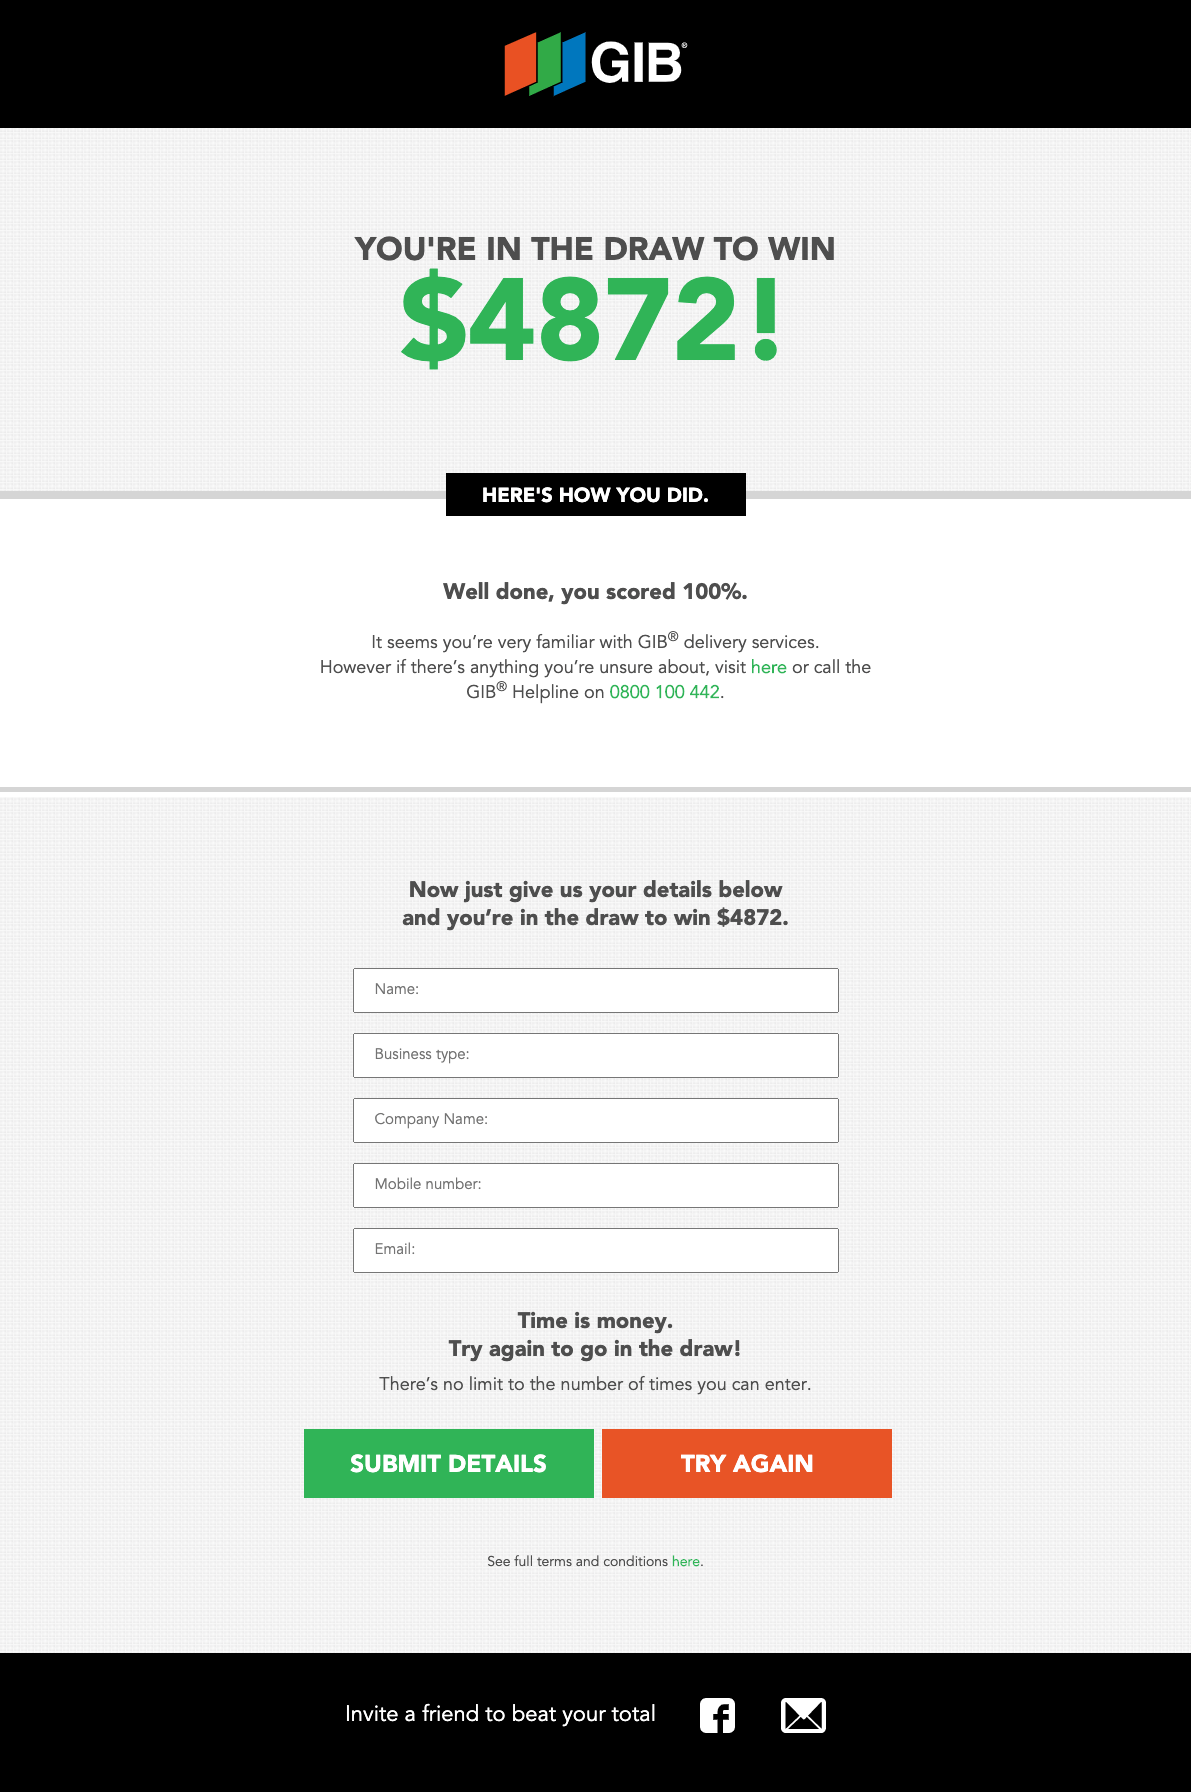 GIB®
YOU'RE IN THE DRAW TO WIN
$4872!
HERE'S HOW YOU DID.
Well done, you scored 100%.
It seems you’re very familiar with GIB® delivery services.
However if there’s anything you’re unsure about, visit here or call the
GIB® Helpline on 0800 100 442.
Now just give us your details below
and you’re in the draw to win $4872.
Name:
Business type:
Company Name:
Mobile number:
Email:
Time is money.
Try again to go in the draw!
There’s no limit to the number of times you can enter.
SUBMIT DETAILS
TRY AGAIN
See full terms and conditions here.
Invite a friend to beat your total